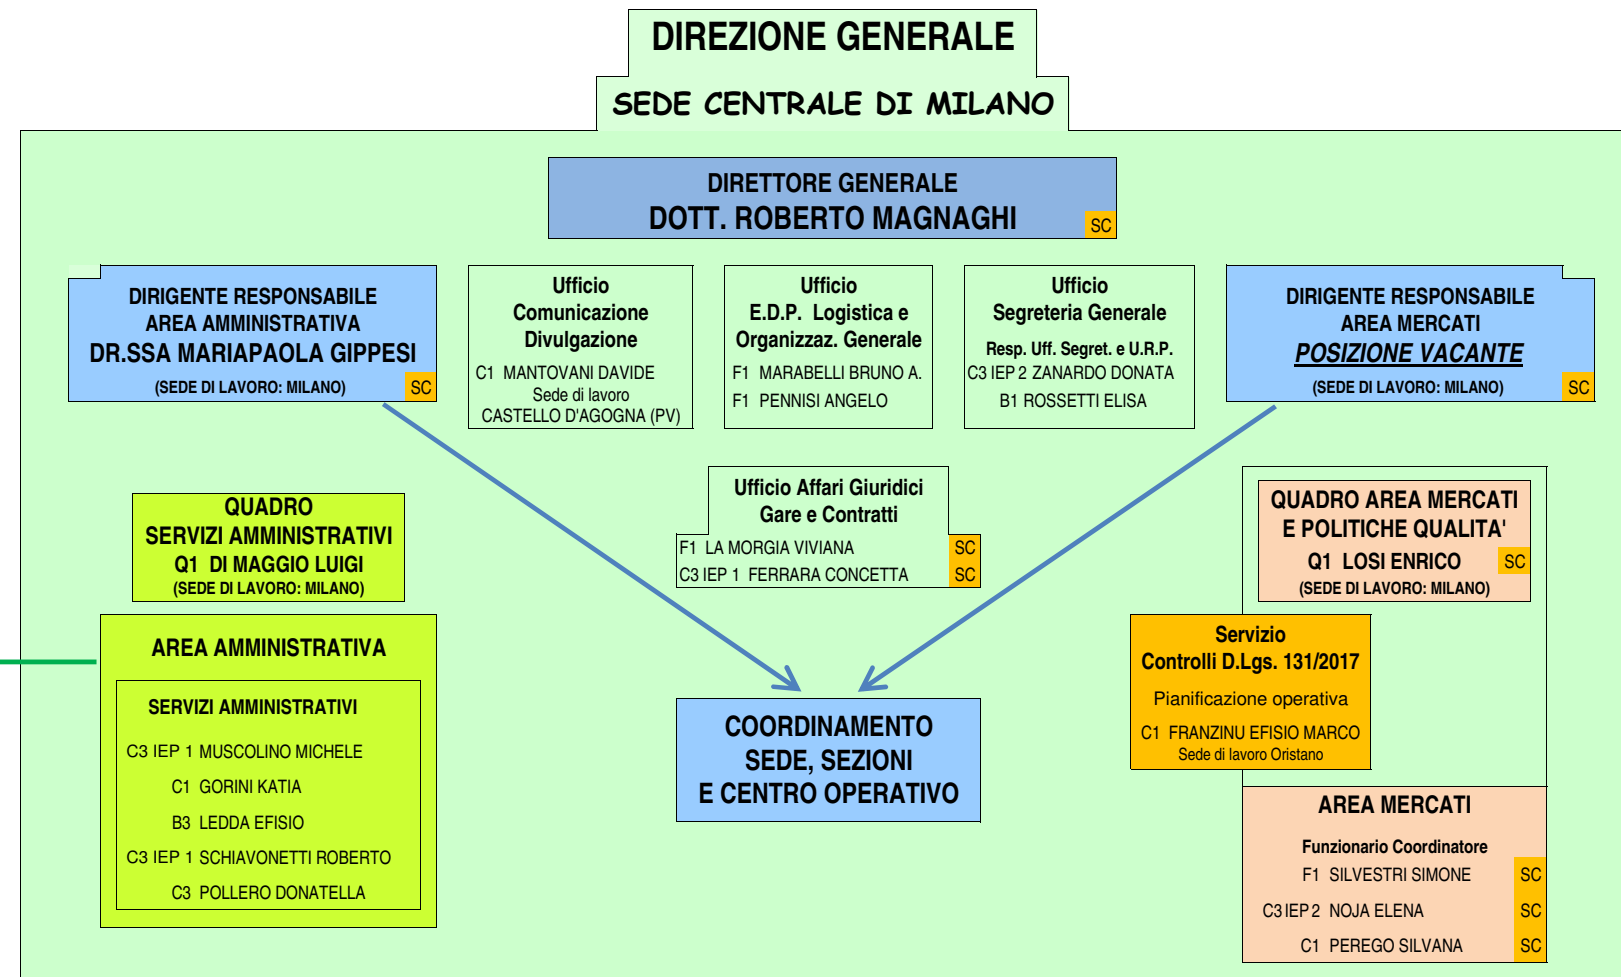 DIREZIONE GENERALE
SEDE CENTRALE DI MILANO
DIRETTORE GENERALE
DOTT. ROBERTO MAGNAGHI
SC
DIRIGENTE RESPONSABILE
AREA AMMINISTRATIVA
DR.SSA MARIAPAOLA GIPPESI
(SEDE DI LAVORO: MILANO)
SC
Ufficio
Comunicazione
Divulgazione
C1 MANTOVANI DAVIDE
Sede di lavoro
CASTELLO D'AGOGNA (PV)
Ufficio
E.D.P. Logistica e
Organizzaz. Generale
F1 MARABELLI BRUNO A.
F1 PENNISI ANGELO
Ufficio
Segreteria Generale
Resp. Uff. Segret. e U.R.P.
C3 IEP 2 ZANARDO DONATA
B1 ROSSETTI ELISA
DIRIGENTE RESPONSABILE
AREA MERCATI
POSIZIONE VACANTE
(SEDE DI LAVORO: MILANO)
SC
QUADRO
SERVIZI AMMINISTRATIVI
Q1 DI MAGGIO LUIGI
(SEDE DI LAVORO: MILANO)
Ufficio Affari Giuridici
Gare e Contratti
F1 LA MORGIA VIVIANA SC
C3 IEP 1 FERRARA CONCETTA SC
QUADRO AREA MERCATI
E POLITICHE QUALITA'
Q1 LOSI ENRICO SC
(SEDE DI LAVORO: MILANO)
AREA AMMINISTRATIVA
SERVIZI AMMINISTRATIVI
C3 IEP 1 MUSCOLINO MICHELE
C1 GORINI KATIA
B3 LEDDA EFISIO
C3 IEP 1 SCHIAVONETTI ROBERTO
C3 POLLERO DONATELLA
COORDINAMENTO
SEDE, SEZIONI
E CENTRO OPERATIVO
Servizio
Controlli D.Lgs. 131/2017
Pianificazione operativa
C1 FRANZINU EFISIO MARCO
Sede di lavoro Oristano
AREA MERCATI
Funzionario Coordinatore
F1 SILVESTRI SIMONE SC
C3 IEP 2 NOJA ELENA SC
C1 PEREGO SILVANA SC